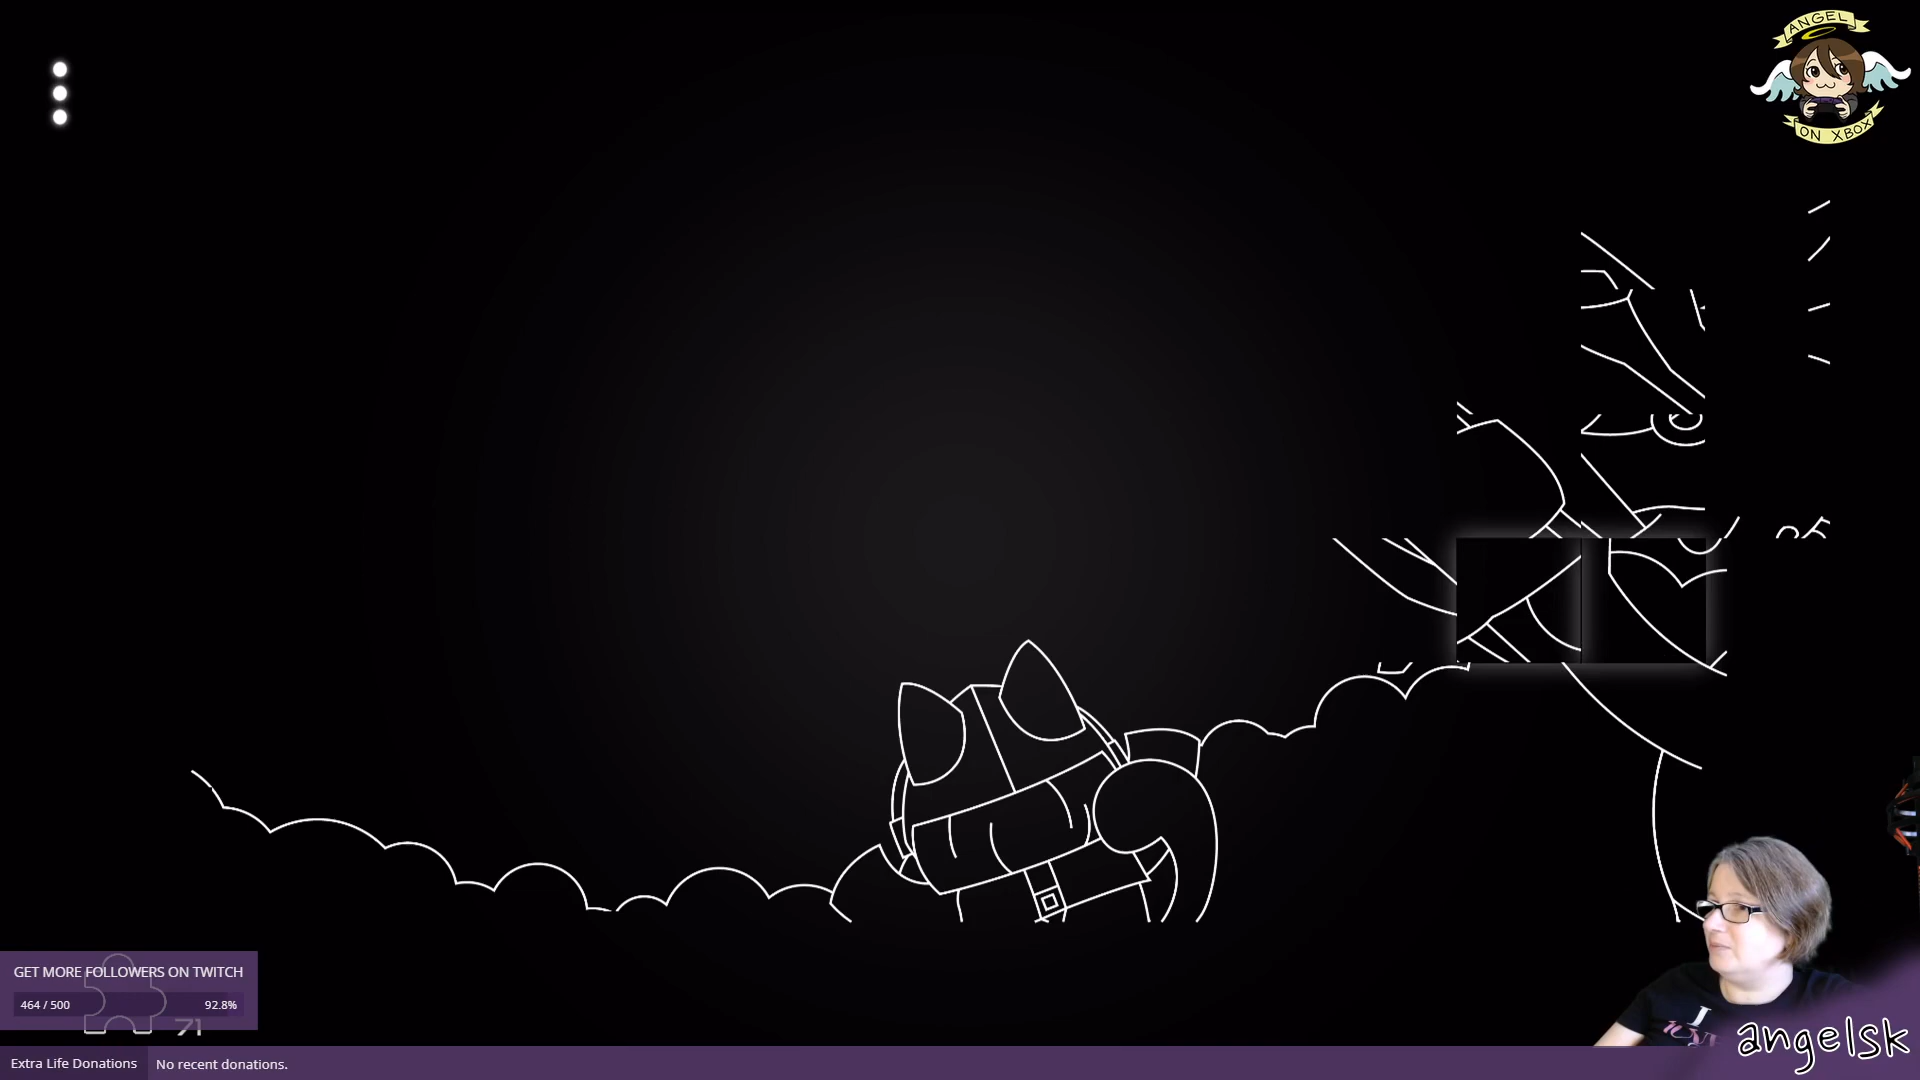 ANGEL
ON XBOX
GET MORE FOLLOWERS ON TWITCH
464 / 500
92.8%
71
Extra Life Donations
No recent donations.
angelsk